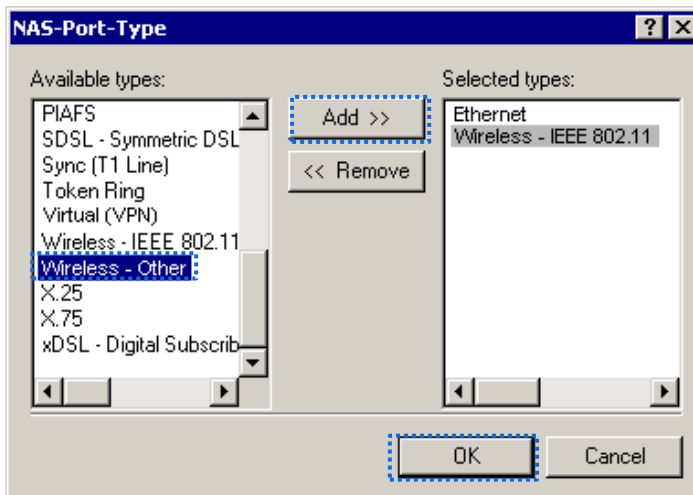 NAS-Port-Type
Available types:
PIAFS
SDSL - Symmetric DSL
Sync (T1 Line)
Token Ring
Virtual (VPN)
Wireless - IEEE 802.11
Wireless - Other
X.25
X.75
xDSL - Digital Subscrib
Add >>
<< Remove
Selected types:
Ethernet
Wireless - IEEE 802.11
OK
Cancel